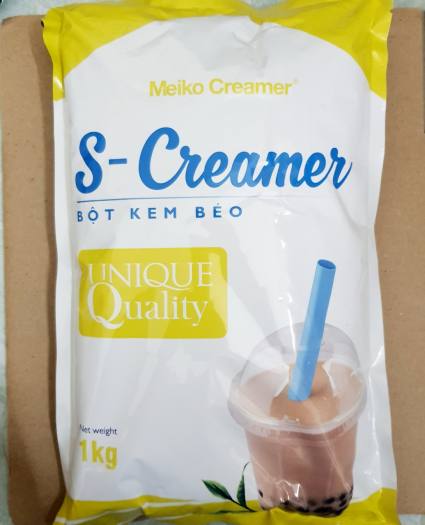 Meiko Creamer®
S-Creamer
BỘT KEM BÉO
UNIQUE
Quality
Net weight
1kg